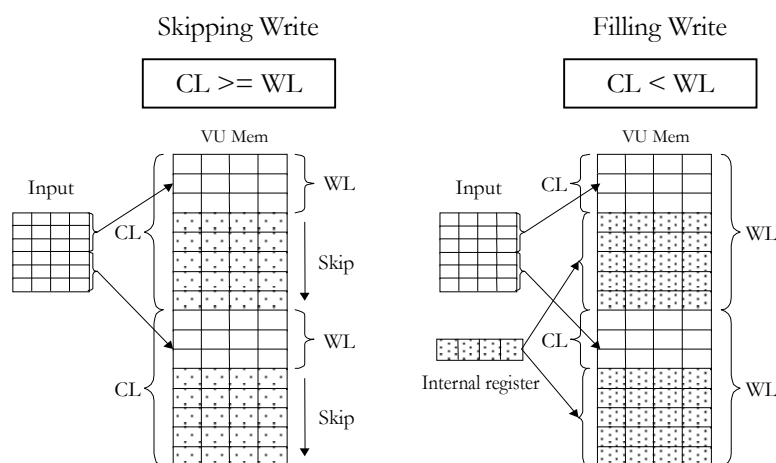 Skipping Write
CL >= WL
VU Mem
Input
WL
CL
Skip
WL
CL
Skip
Filling Write
CL < WL
VU Mem
Input
CL
WL
CL
Internal register
WL